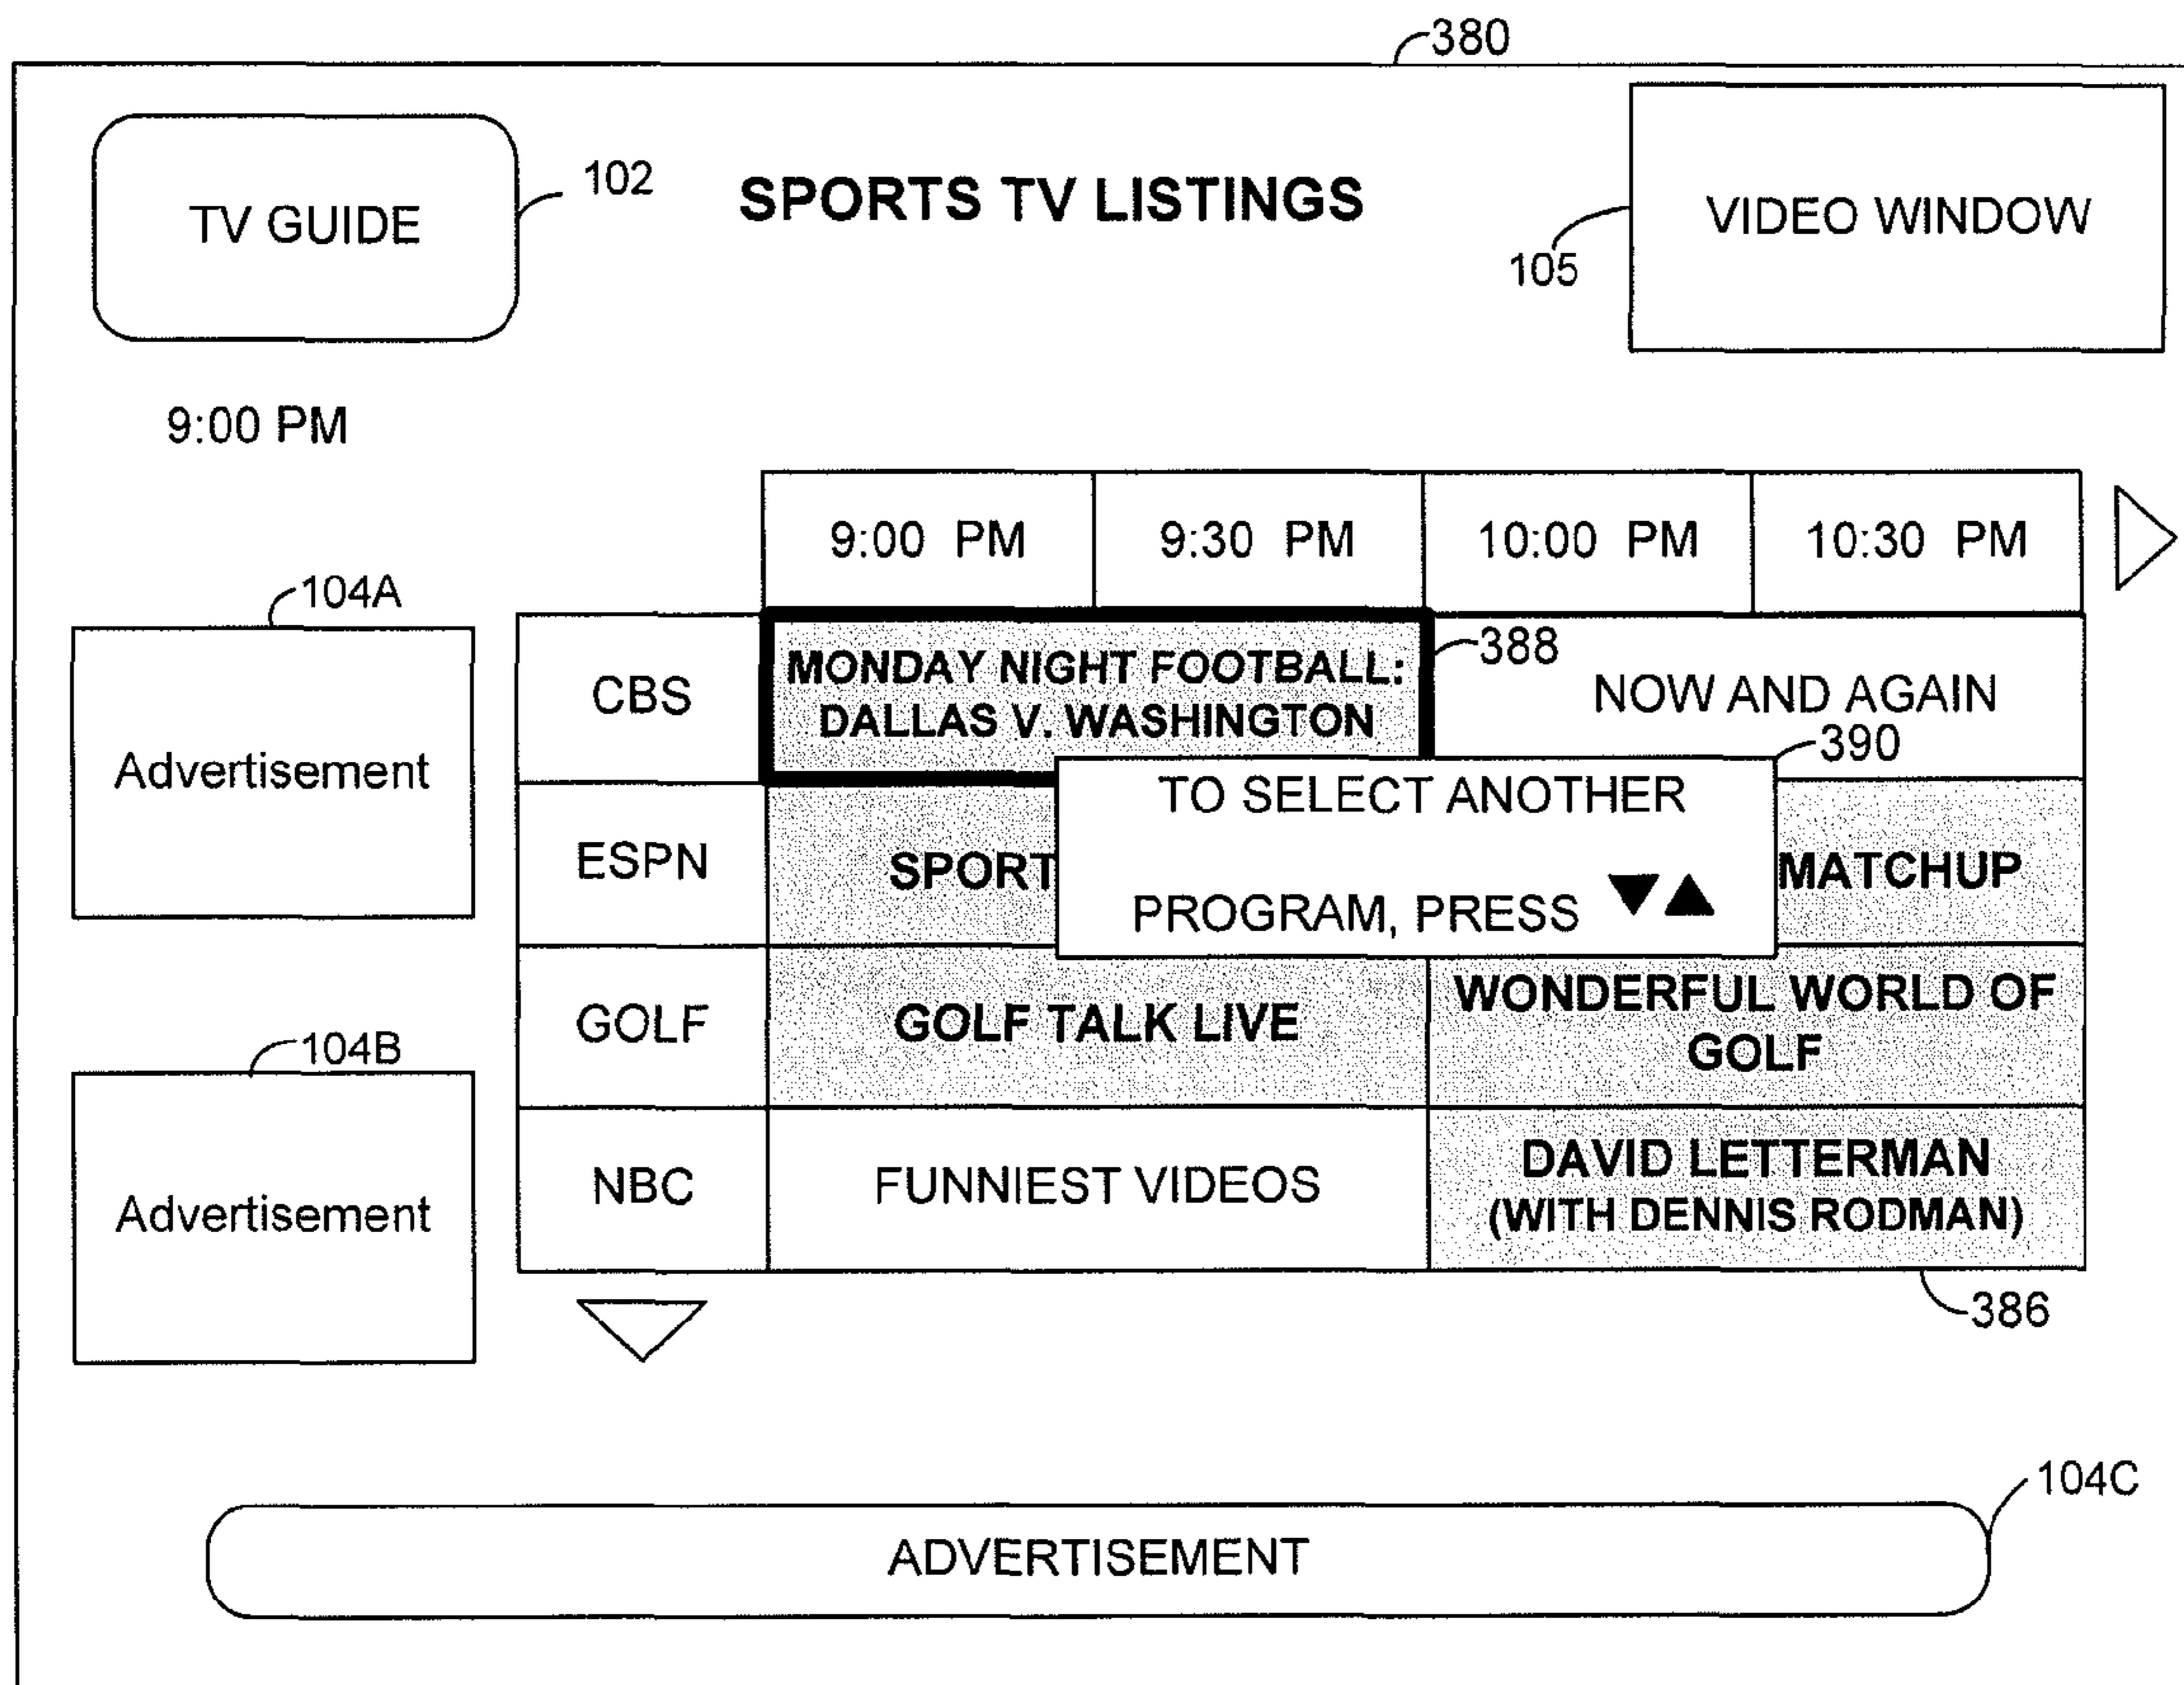 380
TV GUIDE
102
SPORTS TV LISTINGS
VIDEO WINDOW
105
9:00 PM
9:00 PM
9:30 PM
10:00 PM
10:30 PM
104A
Advertisement
CBS
MONDAY NIGHT FOOTBALL:
DALLAS V. WASHINGTON
388
NOW AND AGAIN
390
TO SELECT ANOTHER
PROGRAM, PRESS ▼▲
ESPN
SPORT
MATCHUP
GOLF
GOLF TALK LIVE
WONDERFUL WORLD OF
GOLF
104B
Advertisement
NBC
FUNNIEST VIDEOS
DAVID LETTERMAN
(WITH DENNIS RODMAN)
386
104C
ADVERTISEMENT